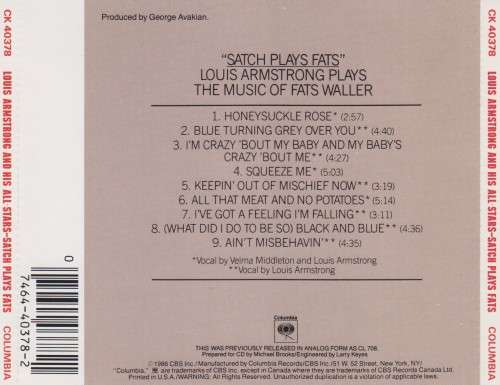 CK 40378
LOUIS ARMSTRONG AND HIS ALL STARS–SATCH PLAYS FATS
COLUMBIA
0
7464-40378-2
Produced by George Avakian.
"SATCH PLAYS FATS"
LOUIS ARMSTRONG PLAYS
THE MUSIC OF FATS WALLER
1. HONEYSUCKLE ROSE* (2:57)
2. BLUE TURNING GREY OVER YOU** (4:40)
3. I'M CRAZY 'BOUT MY BABY AND MY BABY'S
CRAZY 'BOUT ME** (4:27)
4. SQUEEZE ME* (5:03)
5. KEEPIN' OUT OF MISCHIEF NOW** (3:19)
6. ALL THAT MEAT AND NO POTATOES* (5:14)
7. I'VE GOT A FEELING I'M FALLING** (3:11)
8. (WHAT DID I DO TO BE SO) BLACK AND BLUE** (4:36)
9. AIN'T MISBEHAVIN'** (4:35)
*Vocal by Velma Middleton and Louis Armstrong
**Vocal by Louis Armstrong
Columbia
THIS WAS PREVIOUSLY RELEASED IN ANALOG FORM AS CL 708.
Prepared for CD by Michael Brooks/Engineered by Larry Keyes
Ⓟ1986 CBS Inc./Manufactured by Columbia Records/CBS Inc./51 W. 52 Street, New York, NY/
"Columbia," are trademarks of CBS Inc. except in Canada where they are trademarks of CBS Records Canada Ltd.
Printed in U.S.A./WARNING: All Rights Reserved. Unauthorized duplication is a violation of applicable laws.
CK 40378
LOUIS ARMSTRONG AND HIS ALL STARS–SATCH PLAYS FATS
COLUMBIA